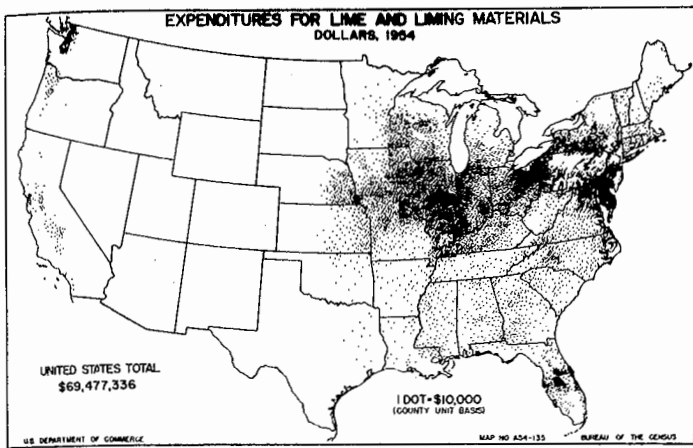 EXPENDITURES FOR LIME AND LIMING MATERIALS
DOLLARS, 1954
UNITED STATES TOTAL
$69,477,336
1 DOT=$10,000
(COUNTY UNIT BASIS)
U.S. DEPARTMENT OF COMMERCE
MAP NO A54-135
BUREAU OF THE CENSUS